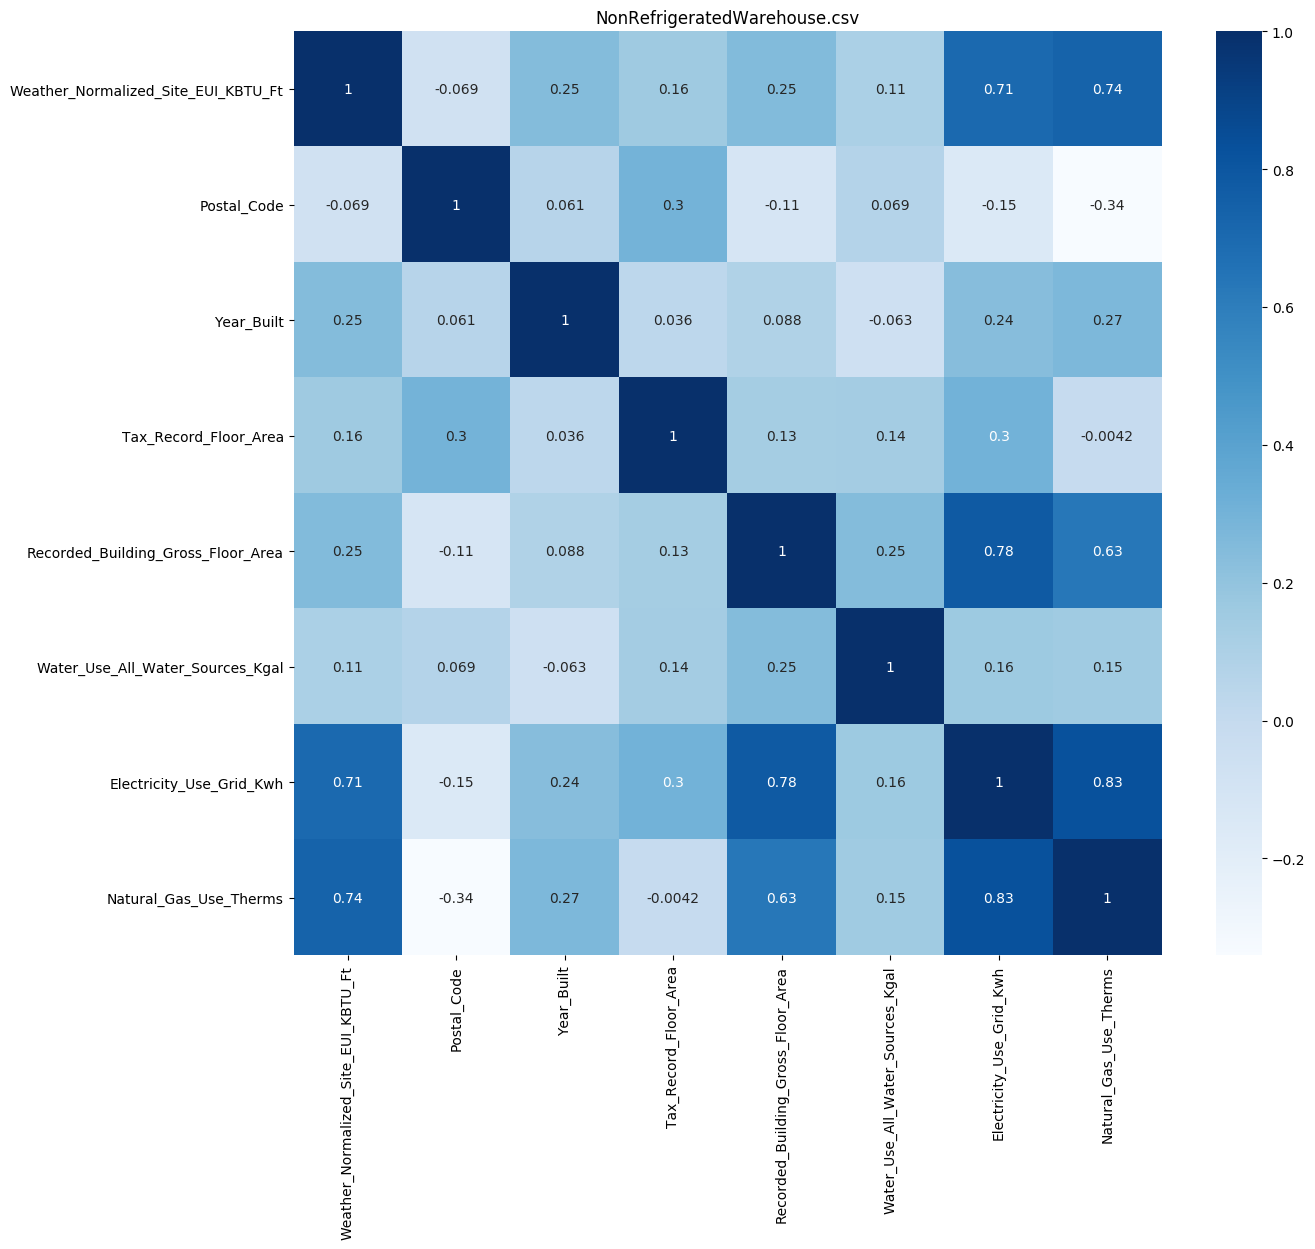 NonRefrigeratedWarehouse.csv
Weather_Normalized_Site_EUI_KBTU_Ft 1 -0.069 0.25 0.16 0.25 0.11 0.71 0.74
Postal_Code -0.069 1 0.061 0.3 -0.11 0.069 -0.15 -0.34
Year_Built 0.25 0.061 1 0.036 0.088 -0.063 0.24 0.27
Tax_Record_Floor_Area 0.16 0.3 0.036 1 0.13 0.14 0.3 -0.0042
Recorded_Building_Gross_Floor_Area 0.25 -0.11 0.088 0.13 1 0.25 0.78 0.63
Water_Use_All_Water_Sources_Kgal 0.11 0.069 -0.063 0.14 0.25 1 0.16 0.15
Electricity_Use_Grid_Kwh 0.71 -0.15 0.24 0.3 0.78 0.16 1 0.83
Natural_Gas_Use_Therms 0.74 -0.34 0.27 -0.0042 0.63 0.15 0.83 1
Weather_Normalized_Site_EUI_KBTU_Ft
Postal_Code
Year_Built
Tax_Record_Floor_Area
Recorded_Building_Gross_Floor_Area
Water_Use_All_Water_Sources_Kgal
Electricity_Use_Grid_Kwh
Natural_Gas_Use_Therms
1.0
0.8
0.6
0.4
0.2
0.0
−0.2